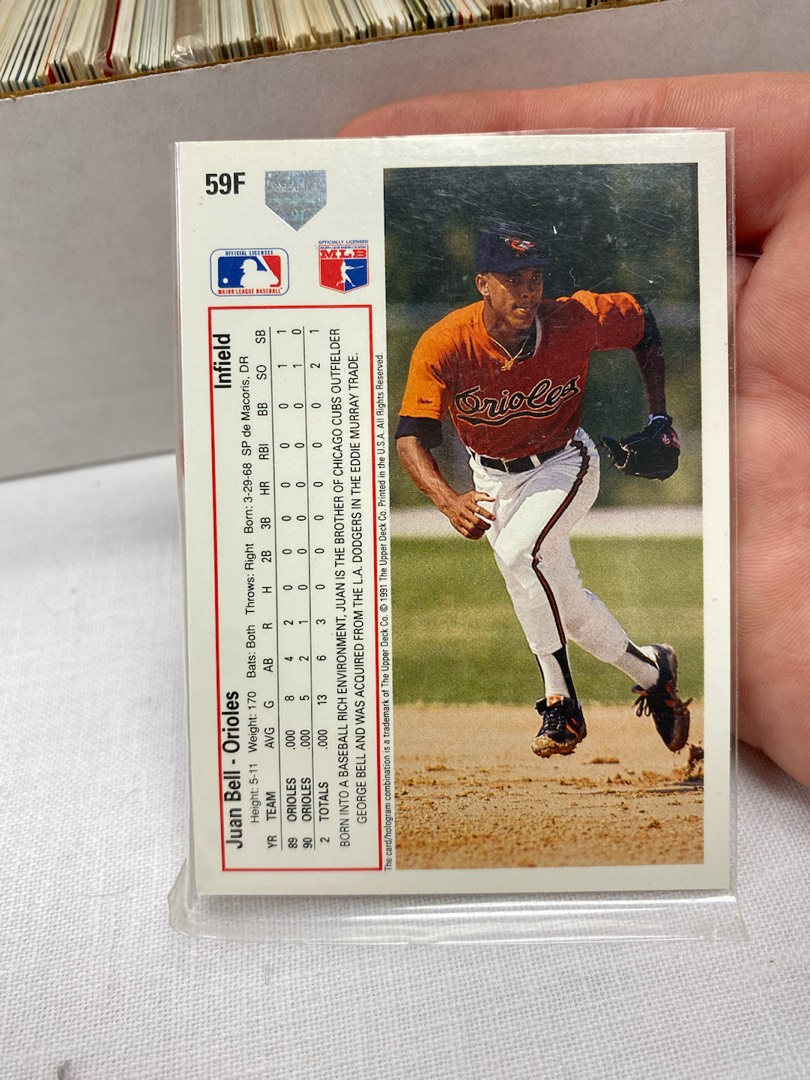 59F
OFFICIAL LICENSEE
MAJOR LEAGUE BASEBALL
OFFICIALLY LICENSED
MLB
Juan Bell - Orioles Infield
Height: 5-11 Weight: 170 Bats: Both Throws: Right Born: 3-29-68 SP de Macoris, DR
YR TEAM AVG G AB R H 2B 3B HR RBI BB SO SB
89 ORIOLES .000 8 4 2 0 0 0 0 0 0 1 1
90 ORIOLES .000 5 2 1 0 0 0 0 0 0 1 0
2 TOTALS .000 13 6 3 0 0 0 0 0 0 2 1
BORN INTO A BASEBALL RICH ENVIRONMENT, JUAN IS THE BROTHER OF CHICAGO CUBS OUTFIELDER
GEORGE BELL AND WAS ACQUIRED FROM THE L.A. DODGERS IN THE EDDIE MURRAY TRADE.
The card/hologram combination is a trademark of The Upper Deck Co. © 1991 The Upper Deck Co. Printed in the U.S.A. All Rights Reserved.
Orioles